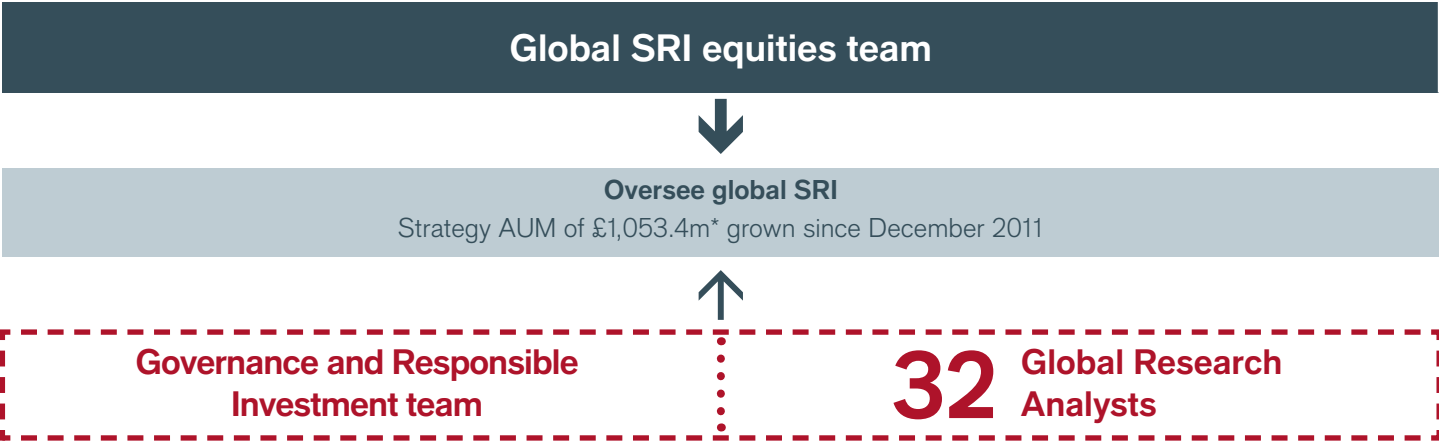 Global SRI equities team
Oversee global SRI
Strategy AUM of £1,053.4m* grown since December 2011
Governance and Responsible
Investment team
32
Global Research
Analysts